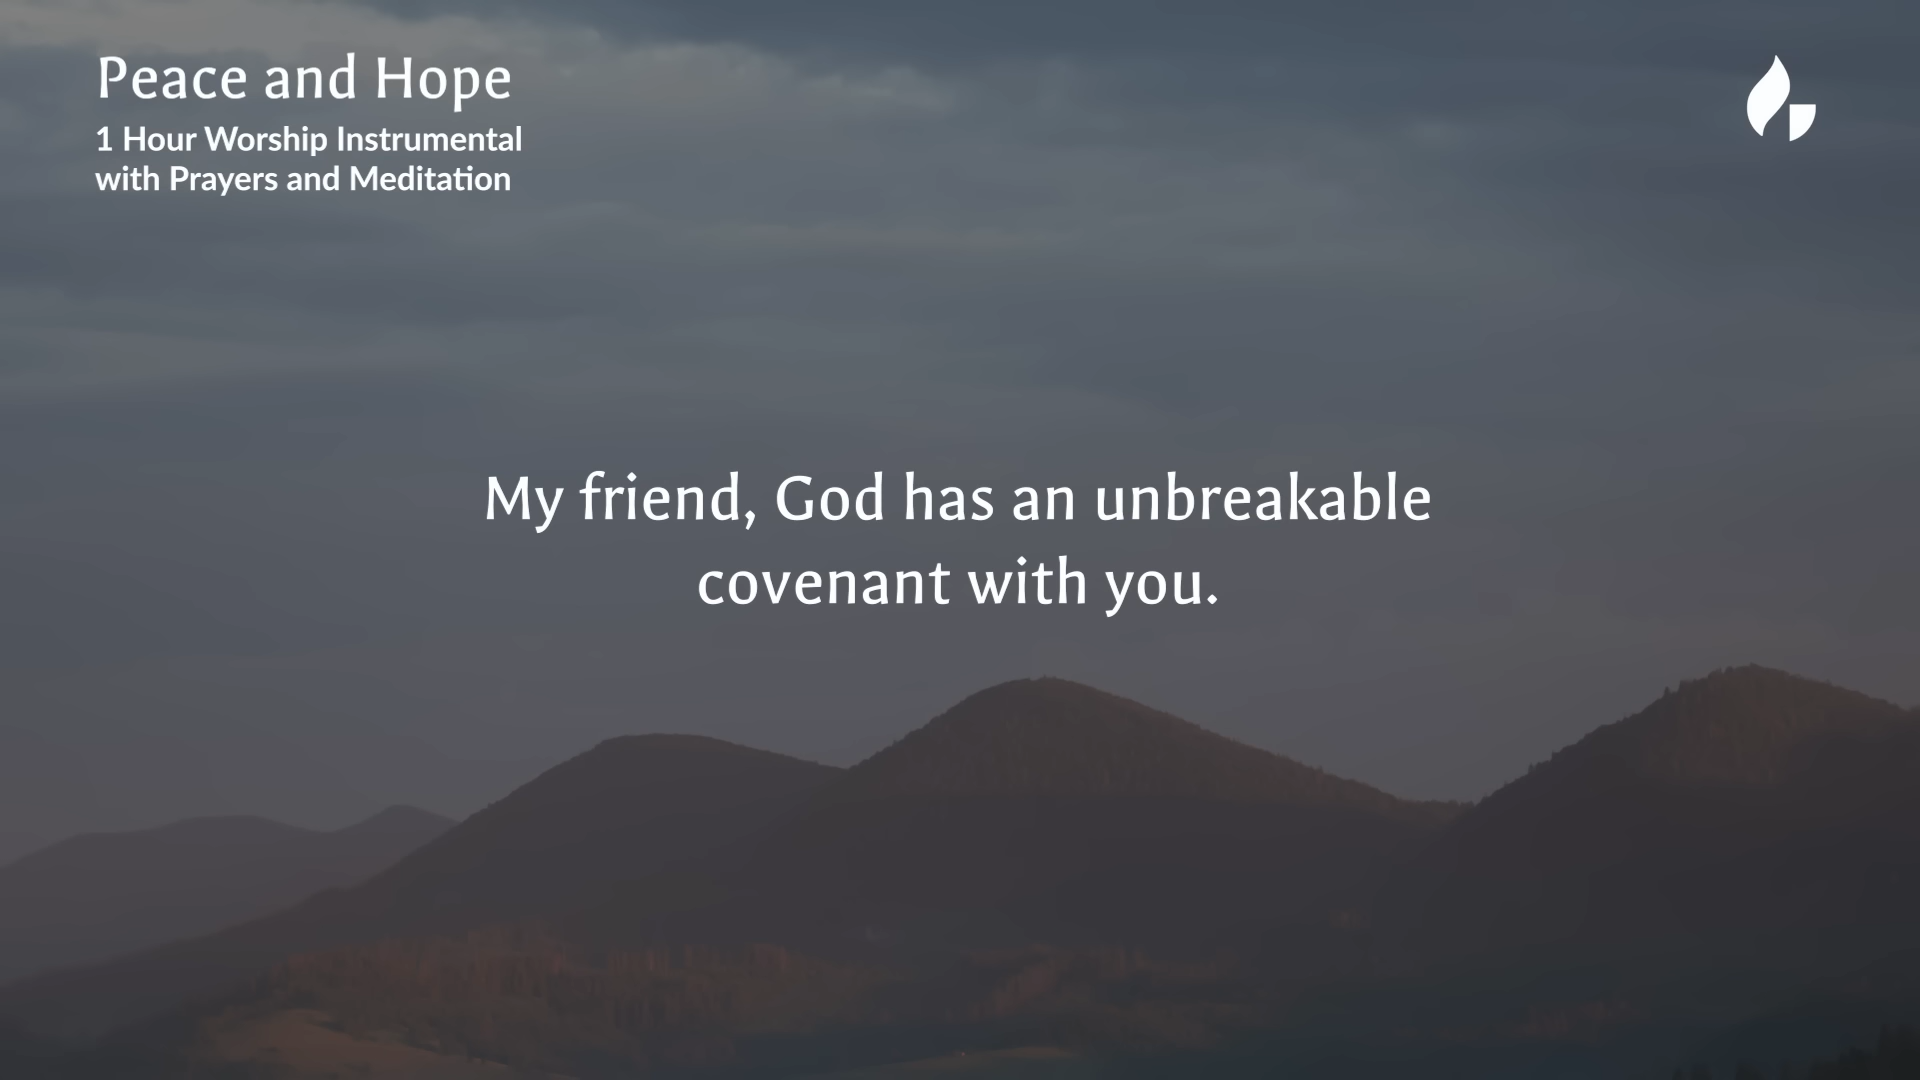 Peace and Hope
1 Hour Worship Instrumental
with Prayers and Meditation
My friend, God has an unbreakable
covenant with you.